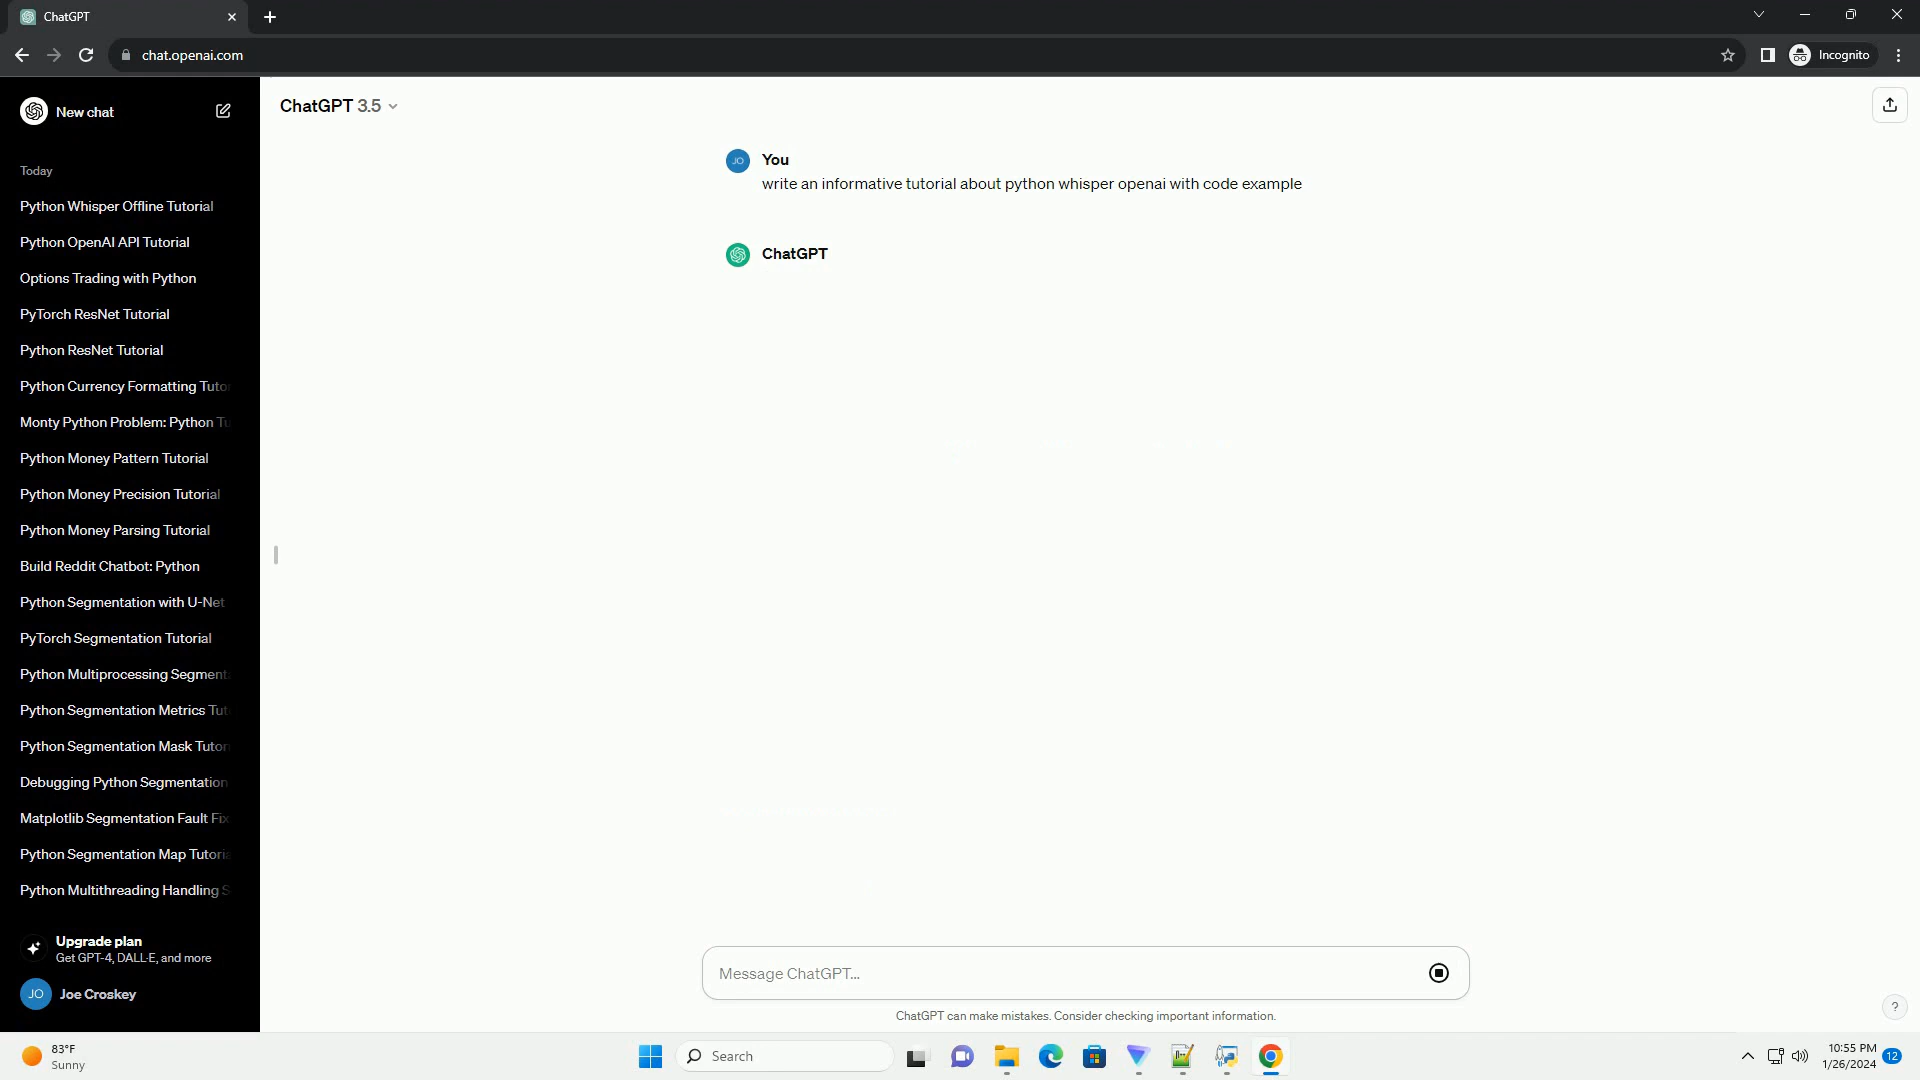 ChatGPT
chat.openai.com
Incognito
New chat
ChatGPT 3.5
Today
Python Whisper Offline Tutorial
Python OpenAI API Tutorial
Options Trading with Python
PyTorch ResNet Tutorial
Python ResNet Tutorial
Python Currency Formatting Tuto
Monty Python Problem: Python Tu
Python Money Pattern Tutorial
Python Money Precision Tutorial
Python Money Parsing Tutorial
Build Reddit Chatbot: Python
Python Segmentation with U-Net
PyTorch Segmentation Tutorial
Python Multiprocessing Segment
Python Segmentation Metrics Tut
Python Segmentation Mask Tutor
Debugging Python Segmentation
Matplotlib Segmentation Fault Fix
Python Segmentation Map Tutoria
Python Multithreading Handling S
Upgrade plan
Get GPT-4, DALL·E, and more
JO Joe Croskey
JO You
write an informative tutorial about python whisper openai with code example
ChatGPT
Message ChatGPT...
ChatGPT can make mistakes. Consider checking important information.
?
83°F
Sunny
Search
10:55 PM
1/26/2024
12